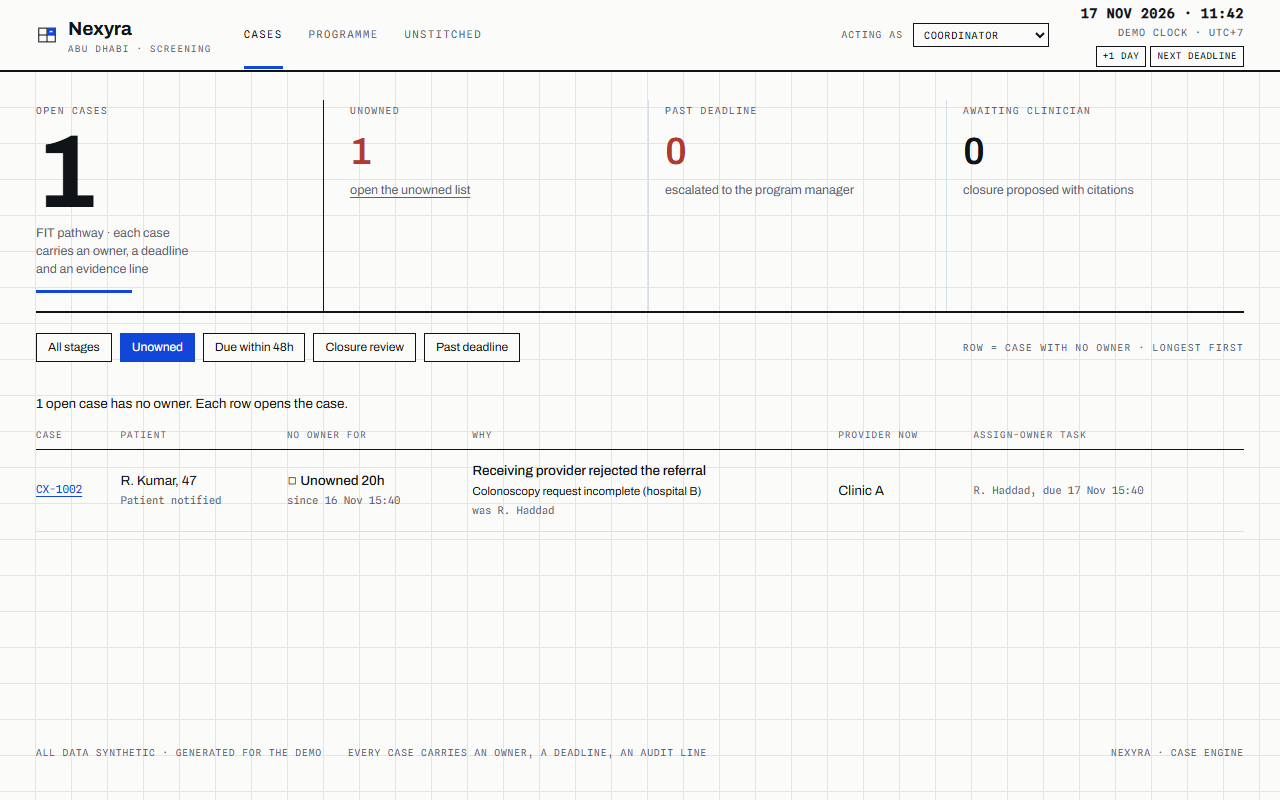 Nexyra
ABU DHABI · SCREENING
CASES
PROGRAMME
UNSTITCHED
ACTING AS
COORDINATOR
17 NOV 2026 · 11:42
DEMO CLOCK · UTC+7
+1 DAY
NEXT DEADLINE
OPEN CASES
1
FIT pathway · each case
carries an owner, a deadline
and an evidence line
UNOWNED
1
open the unowned list
PAST DEADLINE
0
escalated to the program manager
AWAITING CLINICIAN
0
closure proposed with citations
All stages
Unowned
Due within 48h
Closure review
Past deadline
ROW = CASE WITH NO OWNER · LONGEST FIRST
1 open case has no owner. Each row opens the case.
CASE
PATIENT
NO OWNER FOR
WHY
PROVIDER NOW
ASSIGN-OWNER TASK
CX-1002
R. Kumar, 47
Patient notified
Unowned 20h
since 16 Nov 15:40
Receiving provider rejected the referral
Colonoscopy request incomplete (hospital B)
was R. Haddad
Clinic A
R. Haddad, due 17 Nov 15:40
ALL DATA SYNTHETIC · GENERATED FOR THE DEMO
EVERY CASE CARRIES AN OWNER, A DEADLINE, AN AUDIT LINE
NEXYRA · CASE ENGINE